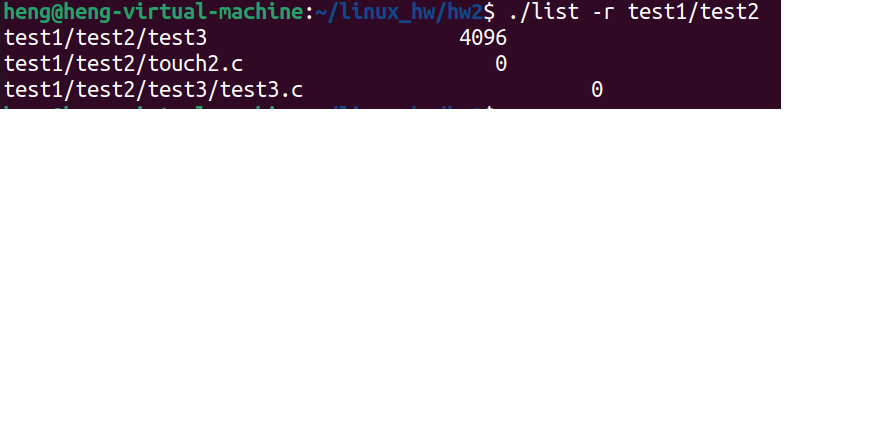 heng@heng-virtual-machine:~/linux_hw/hw2$ ./list -r test1/test2
test1/test2/test3                     4096
test1/test2/touch2.c                     0
test1/test2/test3/test3.c                        0